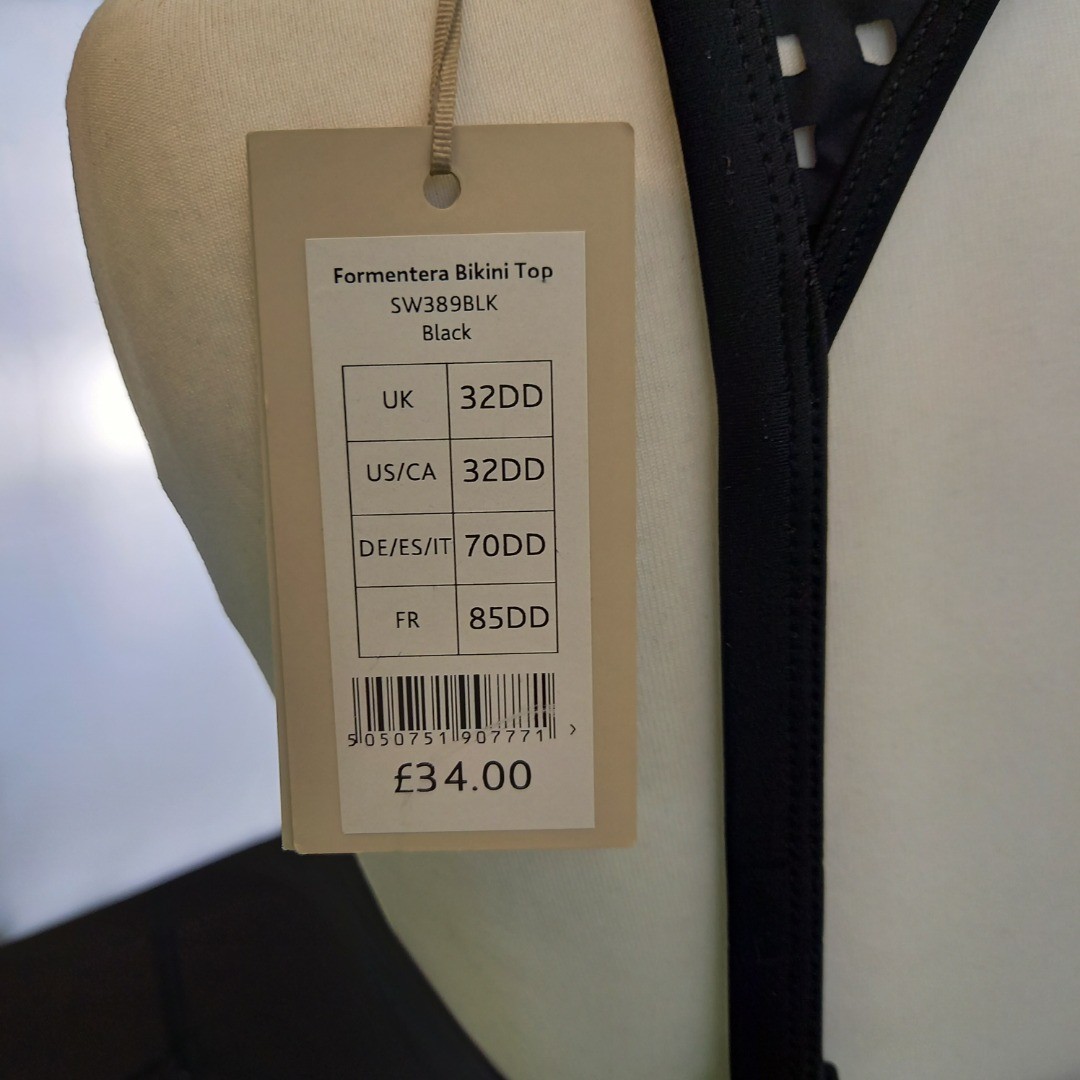 Formentera Bikini Top
SW389BLK
Black
UK 32DD
US/CA 32DD
DE/ES/IT 70DD
FR 85DD
5 050751 907771 >
£34.00